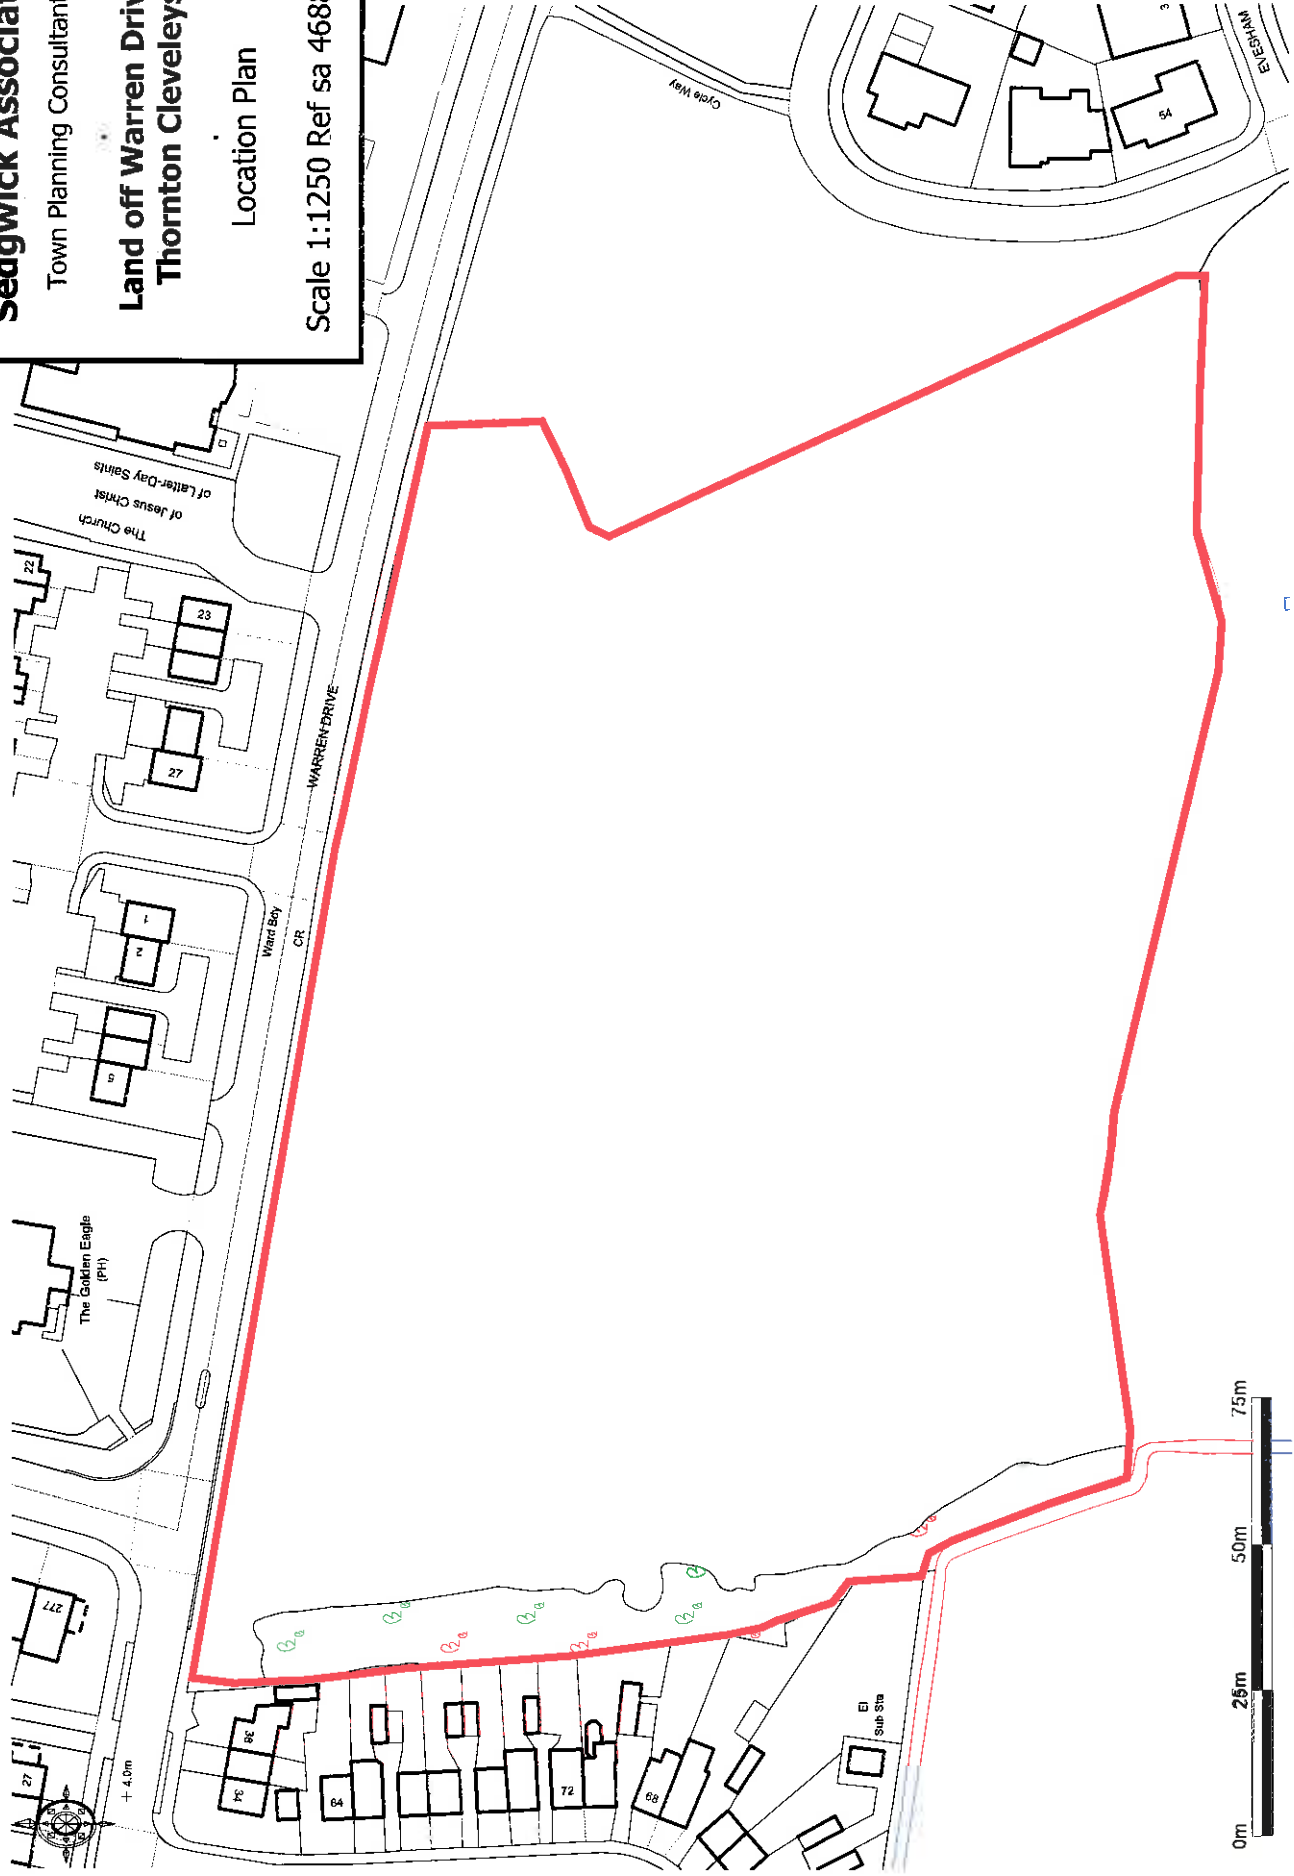 Sedgwick Associat
Town Planning Consultant
Land off Warren Driv
Thornton Cleveleys
Location Plan
Scale 1:1250 Ref sa 468
Cycle Way
EVESHAM
54
3
The Church
of Jesus Christ
of Latter-Day Saints
22
23
27
WARREN DRIVE
1
2
5
Ward Bdy
CR
The Golden Eagle
(PH)
277
27
+ 4.0m
38
34
64
72
68
El
Sub Sta
0m
25m
50m
75m